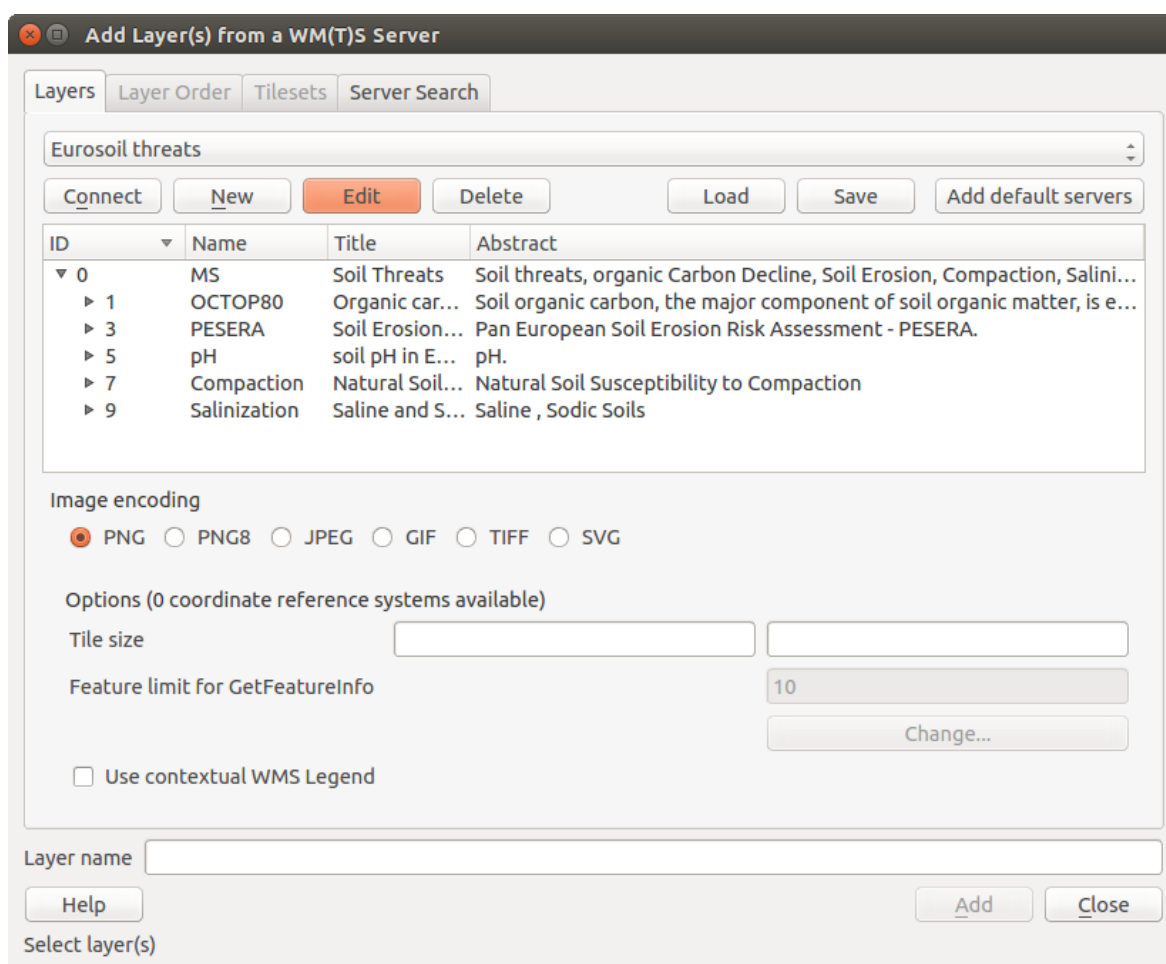 Add Layer(s) from a WM(T)S Server
Layers Layer Order Tilesets Server Search
Eurosoil threats
Connect New Edit Delete Load Save Add default servers
ID Name Title Abstract
0 MS Soil Threats Soil threats, organic Carbon Decline, Soil Erosion, Compaction, Salini...
1 OCTOP80 Organic car... Soil organic carbon, the major component of soil organic matter, is e...
3 PESERA Soil Erosion... Pan European Soil Erosion Risk Assessment - PESERA.
5 pH soil pH in E... pH.
7 Compaction Natural Soil... Natural Soil Susceptibility to Compaction
9 Salinization Saline and S... Saline , Sodic Soils
Image encoding
PNG PNG8 JPEG GIF TIFF SVG
Options (0 coordinate reference systems available)
Tile size
Feature limit for GetFeatureInfo 10
Change...
Use contextual WMS Legend
Layer name
Help Add Close
Select layer(s)